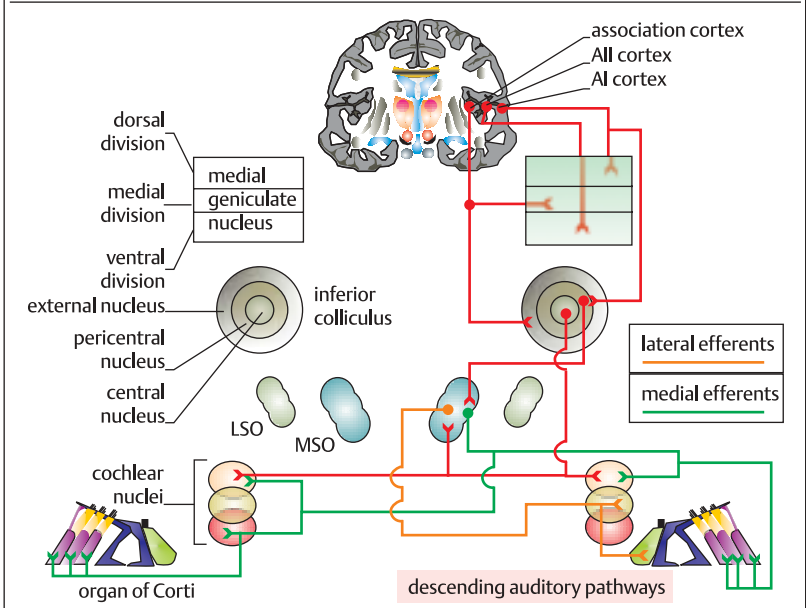 association cortex
AII cortex
AI cortex
dorsal
division
medial
division
ventral
division
medial
geniculate
nucleus
external nucleus
pericentral
nucleus
central
nucleus
inferior
colliculus
lateral efferents
medial efferents
LSO
MSO
cochlear
nuclei
organ of Corti
descending auditory pathways